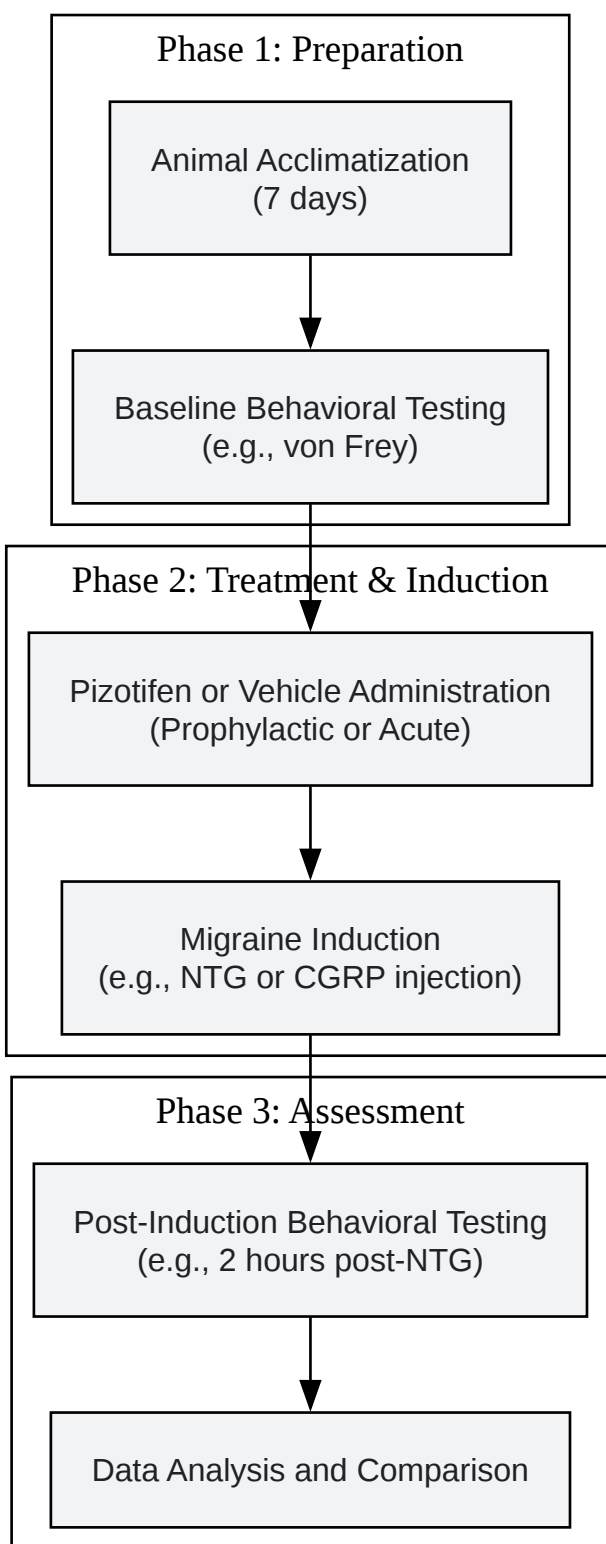 Phase 1: Preparation
Animal Acclimatization
(7 days)
Baseline Behavioral Testing
(e.g., von Frey)
Phase 2: Treatment & Induction
Pizotifen or Vehicle Administration
(Prophylactic or Acute)
Migraine Induction
(e.g., NTG or CGRP injection)
Phase 3: Assessment
Post-Induction Behavioral Testing
(e.g., 2 hours post-NTG)
Data Analysis and Comparison